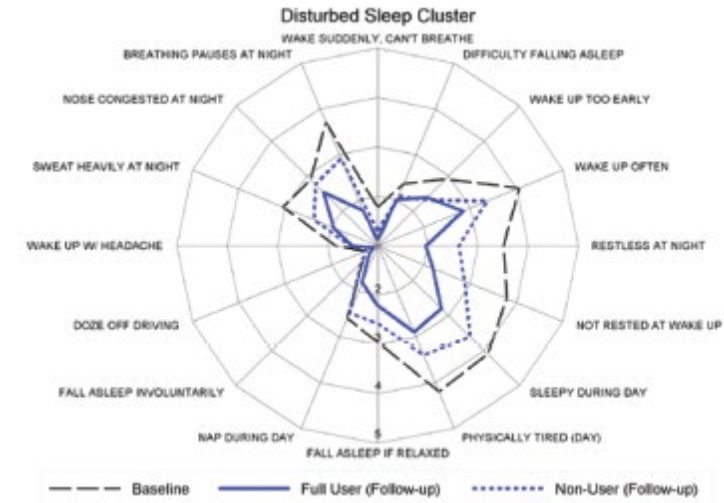 Disturbed Sleep Cluster
WAKE SUDDENLY, CAN'T BREATHE
BREATHING PAUSES AT NIGHT
DIFFICULTY FALLING ASLEEP
NOSE CONGESTED AT NIGHT
WAKE UP TOO EARLY
SWEAT HEAVILY AT NIGHT
WAKE UP OFTEN
WAKE UP W/ HEADACHE
RESTLESS AT NIGHT
2
DOZE OFF DRIVING
NOT RESTED AT WAKE UP
3
FALL ASLEEP INVOLUNTARILY
4
SLEEPY DURING DAY
NAP DURING DAY
5
PHYSICALLY TIRED (DAY)
FALL ASLEEP IF RELAXED
Baseline
Full User (Follow-up)
Non-User (Follow-up)